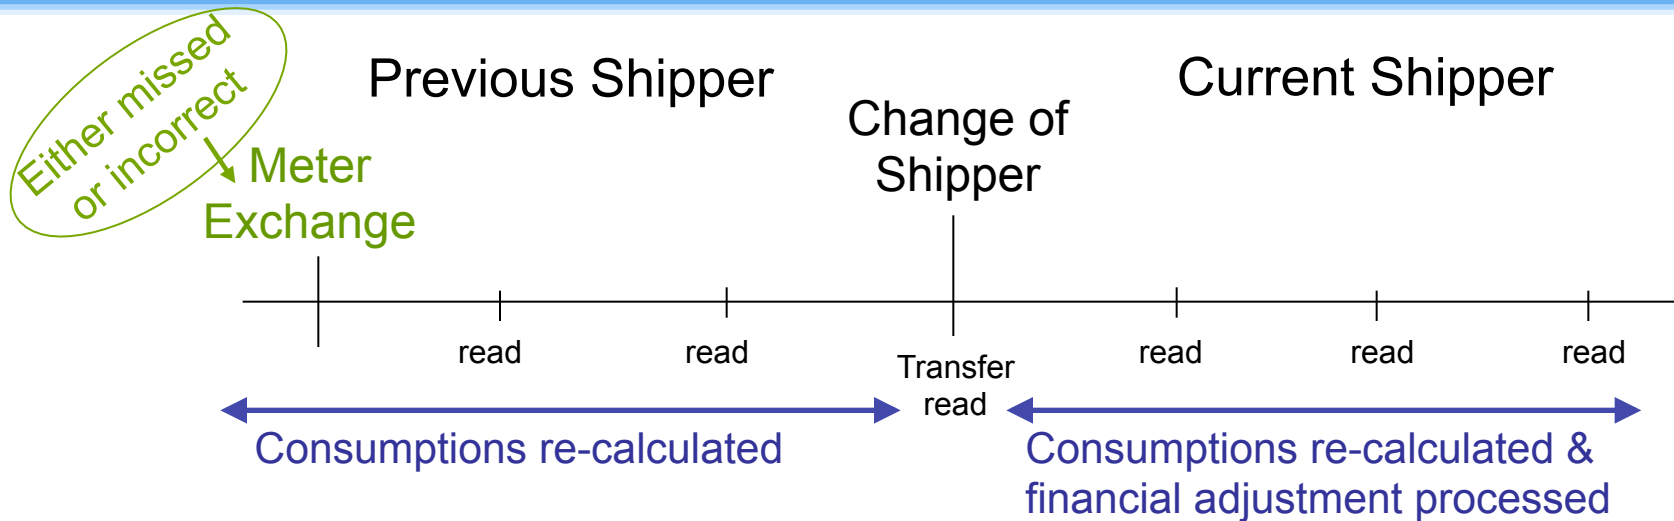 Either missed
or incorrect
Previous Shipper
Current Shipper
Change of
Shipper
Meter
Exchange
read
read
Transfer
read
read
read
read
Consumptions re-calculated
Consumptions re-calculated &
financial adjustment processed